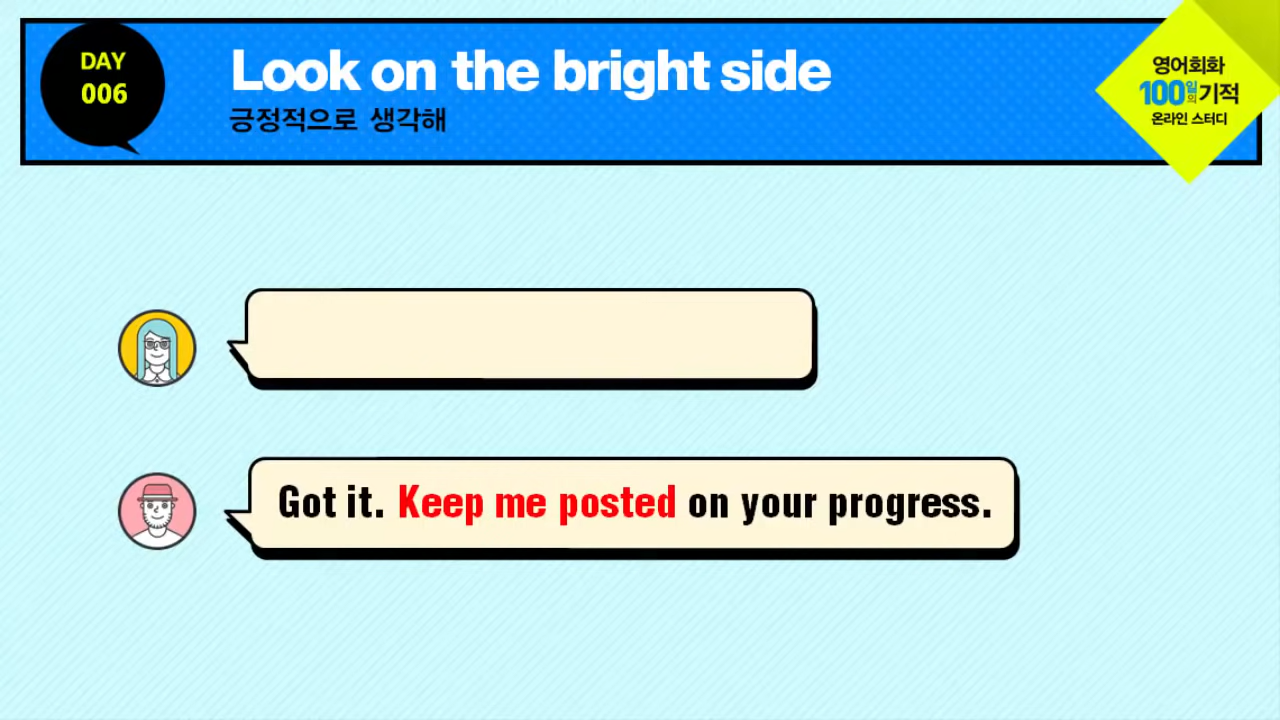 DAY
006
Look on the bright side
긍정적으로 생각해
영어회화
100일의 기적
온라인 스터디
Got it. Keep me posted on your progress.